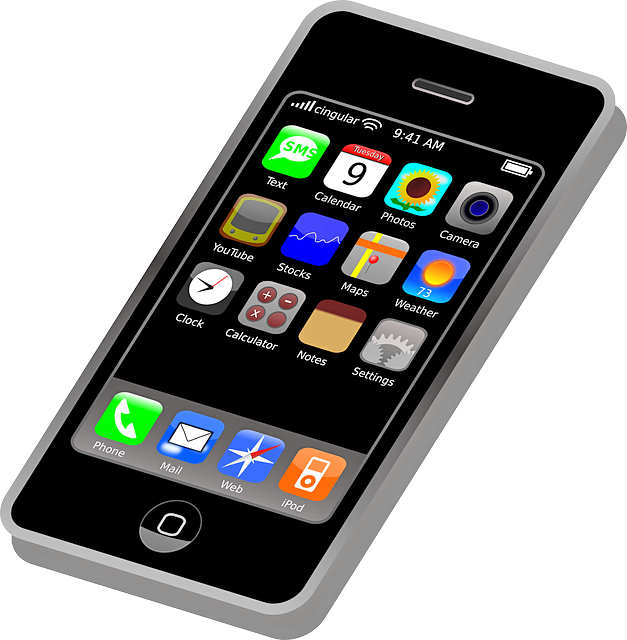 cingular 9:41 AM
SMS
Tuesday
9
Text Calendar Photos Camera
73
YouTube Stocks Maps Weather
+ −
x
Clock Calculator Notes Settings
Phone Mail Web iPod